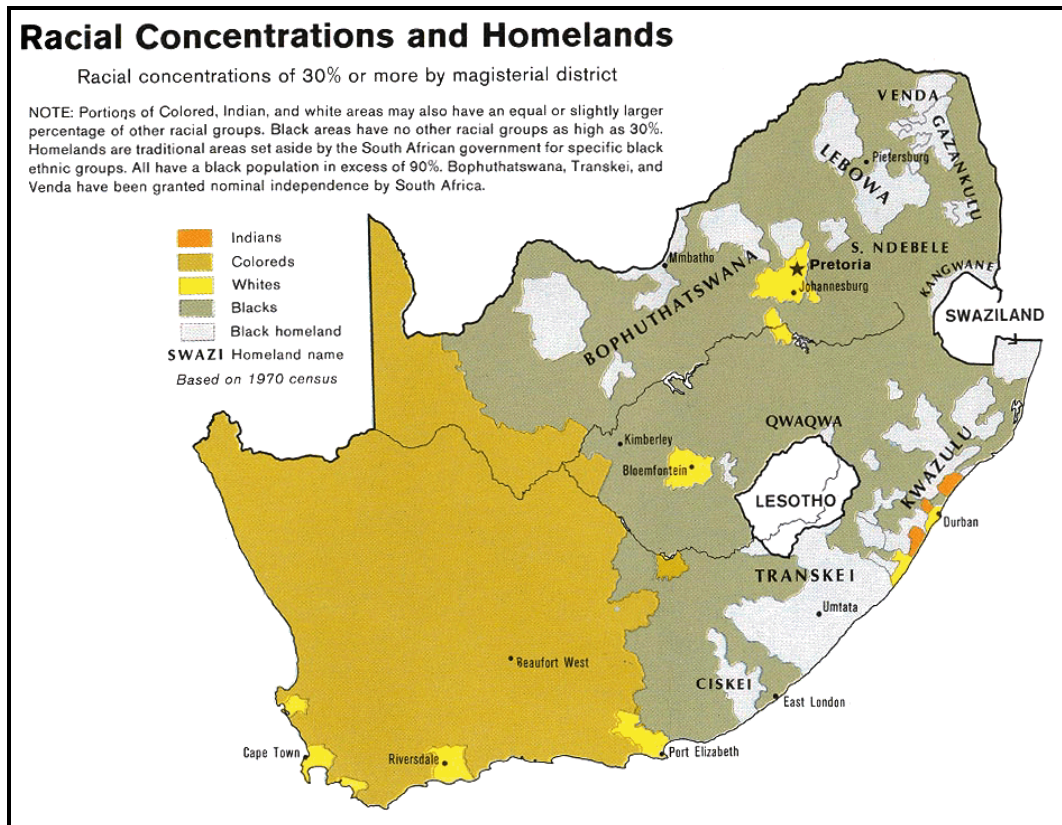 Racial Concentrations and Homelands
Racial concentrations of 30% or more by magisterial district
NOTE: Portions of Colored, Indian, and white areas may also have an equal or slightly larger
percentage of other racial groups. Black areas have no other racial groups as high as 30%.
Homelands are traditional areas set aside by the South African government for specific black
ethnic groups. All have a black population in excess of 90%. Bophuthatswana, Transkei, and
Venda have been granted nominal independence by South Africa.
Indians
Coloreds
Whites
Blacks
Black homeland
SWAZI Homeland name
Based on 1970 census
VENDA
GAZANKULU
Pietersburg
LEBOWA
S. NDEBELE
Mmbatho
Pretoria
KANGWANE
Johannesburg
BOPHUTHATSWANA
SWAZILAND
QWAQWA
Kimberley
Bloemfontein
KWAZULU
LESOTHO
Durban
TRANSKEI
Umtata
Beaufort West
CISKEI
East London
Cape Town
Riversdale
Port Elizabeth